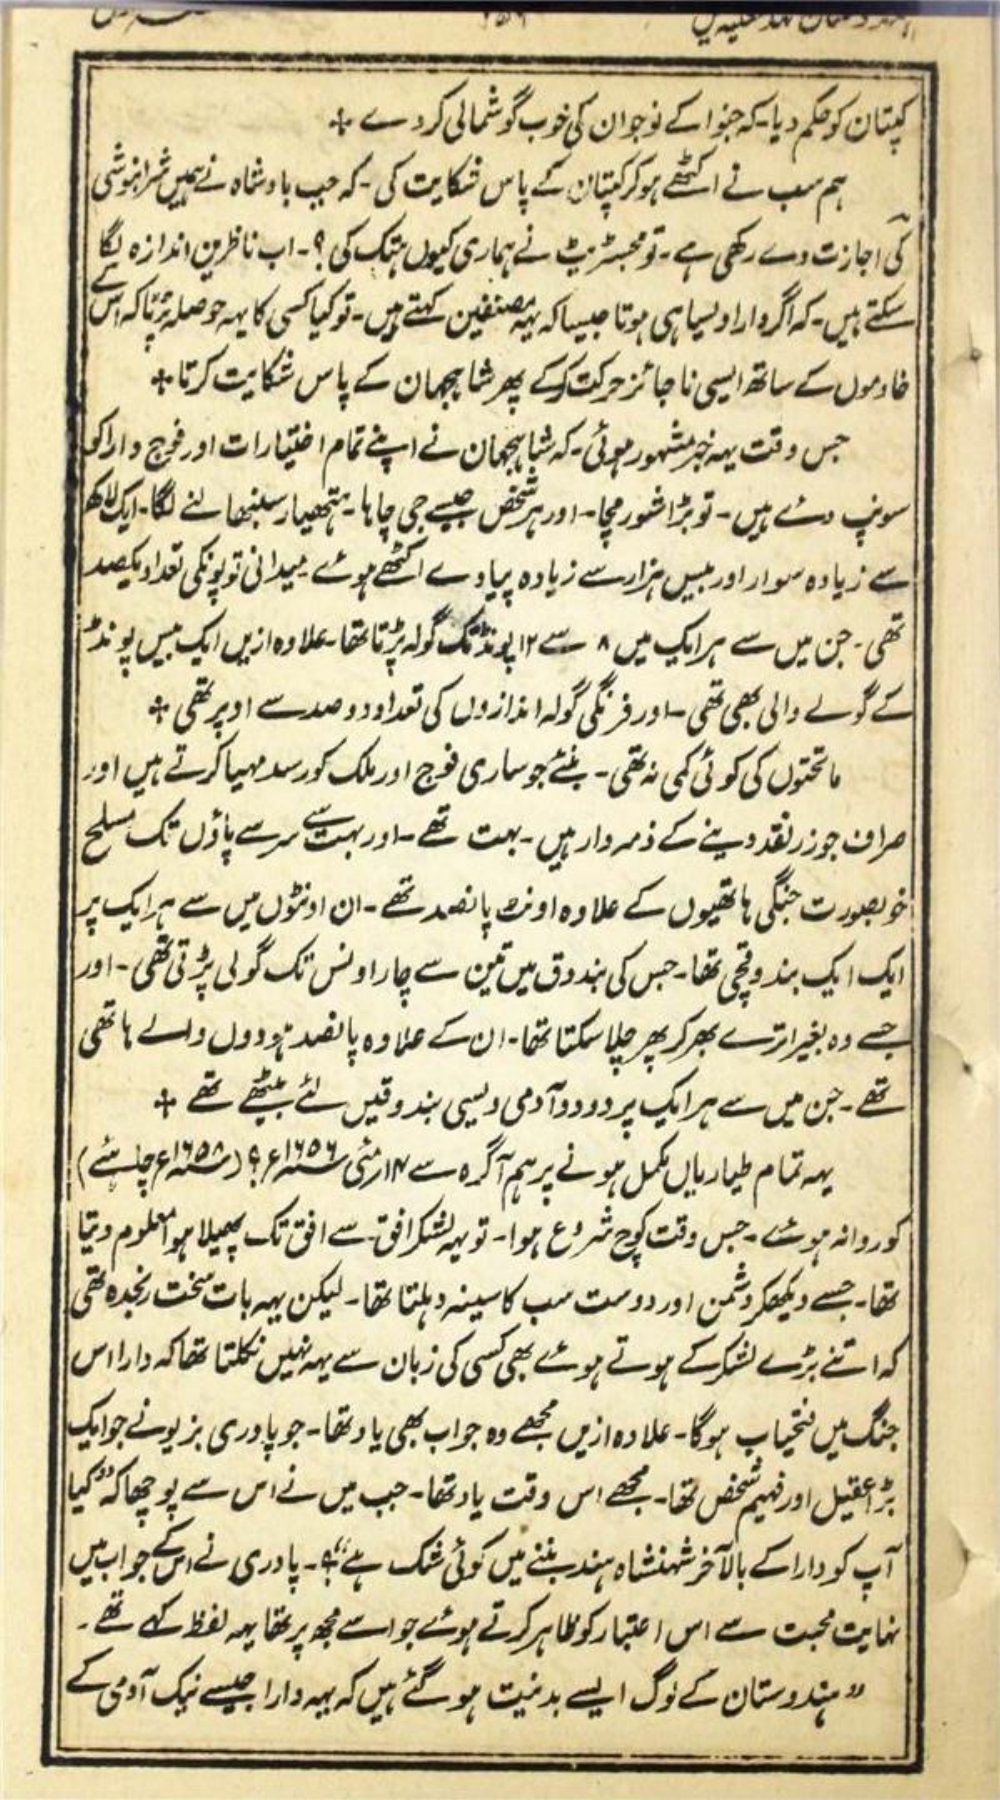 کپتان کو حکم دیا۔ کہ جنوا کے نوجوان کی خوب گوشمالی کر دے ✣
ہم سب نے اکٹھے ہو کر کپتان کے پاس شکایت کی۔ کہ جب بادشاہ نے ہمیں شرابنوشی
کی اجازت دے رکھی ہے۔ تو مجسٹریٹ نے ہماری کیوں ہتک کی؟۔ اب ناظرین اندازہ لگا
سکتے ہیں۔ کہ اگر دارا ویسا ہی ہوتا جیسا کہ یہہ مصنفین کہتے ہیں۔ تو کیا کسی کا یہہ حوصلہ پڑتا کہ اس کے
خادموں کے ساتھ ایسی ناجائز حرکت کر کے پھر شاہجہان کے پاس شکایت کرتا ✣
جس وقت یہہ خبر مشہور ہوئی۔ کہ شاہجہان نے اپنے تمام اختیارات اور فوج دارا کو
سونپ دئے ہیں۔ تو بڑا شور مچا۔ اور ہر شخص جسے جی چاہا۔ ہتھیار سنبھالنے لگا۔ ایک لاکھ
سے زیادہ سوار اور بیس ہزار سے زیادہ پیادے اکٹھے ہوئے۔ میدانی توپونکی تعداد یکصد
تھی۔ جن میں سے ہر ایک میں ۸ سے ۱۲ پونڈ تک گولہ پڑتا تھا۔ علاوہ ازیں ایک بیس پونڈ
کے گولے والی بھی تھی۔ اور فرنگی گولہ اندازوں کی تعداد دو صد سے اوپر تھی ✣
ماتحتوں کی کوئی کمی نہ تھی۔ بنئے جو ساری فوج اور ملک کو رسد مہیا کرتے ہیں اور
صراف جو زر نقد دینے کے ذمہ دار ہیں۔ بہت تھے۔ اور بہت سے سر سے پاؤں تک مسلح
خوبصورت جنگی ہاتھیوں کے علاوہ اونٹ پانصد تھے۔ ان اونٹوں میں سے ہر ایک پر
ایک ایک بندوقچی تھا۔ جس کی بندوق میں تین سے چار اونس تک گولی پڑتی تھی۔ اور
جسے وہ بغیر اترے بھر کر پھر چلا سکتا تھا۔ ان کے علاوہ پانصد ہودوں والے ہاتھی
تھے۔ جن میں سے ہر ایک پر دو دو آدمی دیسی بندوقیں لئے بیٹھے تھے ✣
یہہ تمام طیاریاں مکمل ہونے پر ہم آگرہ سے ۱۴ مئی ۱۶۵۶ء؟ (۱۶۵۸ء چاہئے)
کو روانہ ہوئے۔ جس وقت کوچ شروع ہوا۔ تو یہہ لشکر افق سے افق تک پھیلا ہوا معلوم دیتا
تھا۔ جسے دیکھکر دشمن اور دوست سب کا سینہ دہلتا تھا۔ لیکن یہہ بات سخت رنجدہ تھی
کہ اتنے بڑے لشکر کے ہوتے ہوئے بھی کسی کی زبان سے یہہ نہیں نکلتا تھا کہ دارا اس
جنگ میں فتحیاب ہوگا۔ علاوہ ازیں مجھے وہ جواب بھی یاد تھا۔ جو پادری بزیو نے جو ایک
بڑا عقیل اور فہیم شخص تھا۔ مجھے اس وقت یاد تھا۔ جب میں نے اس سے پوچھا کہ ”کیا
آپ کو دارا کے بالآخر شہنشاہ ہند بننے میں کوئی شک ہے“؟۔ پادری نے اس کے جواب میں
نہایت محبت سے اس اعتبار کو ظاہر کرتے ہوئے جو اسے مجھ پر تھا یہہ لفظ کہے تھے۔
”ہندوستان کے لوگ ایسے بدنیت ہو گئے ہیں کہ یہہ دارا جیسے نیک آدمی کے